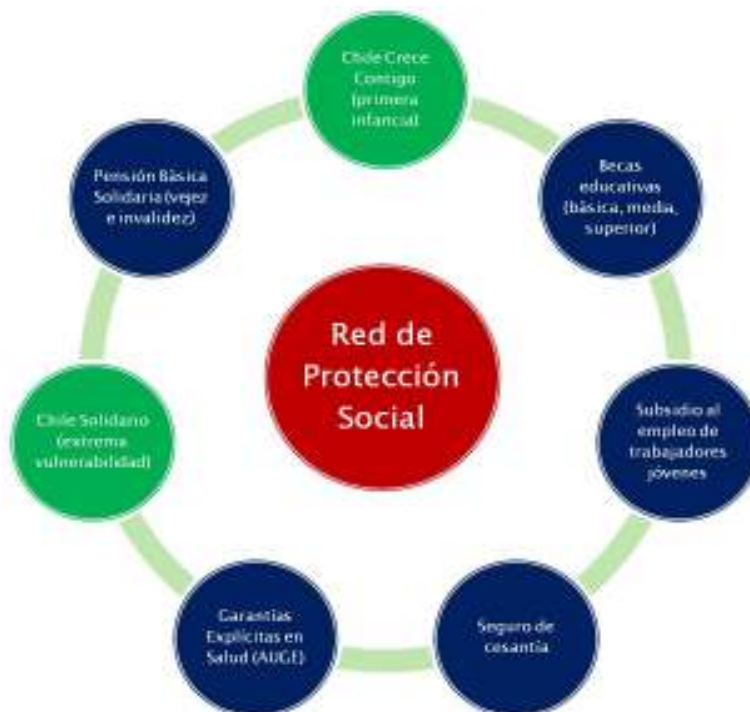 Chile Crece
Contigo
(primera
infancia)
Becas
educativas
(básica, media,
superior)
Subsidio al
empleo de
trabajadores
jóvenes
Seguro de
cesantía
Garantías
Explícitas en
Salud (AUGE)
Chile Solidario
(extrema
vulnerabilidad)
Pensión Básica
Solidaria (vejez
e invalidez)
Red de
Protección
Social